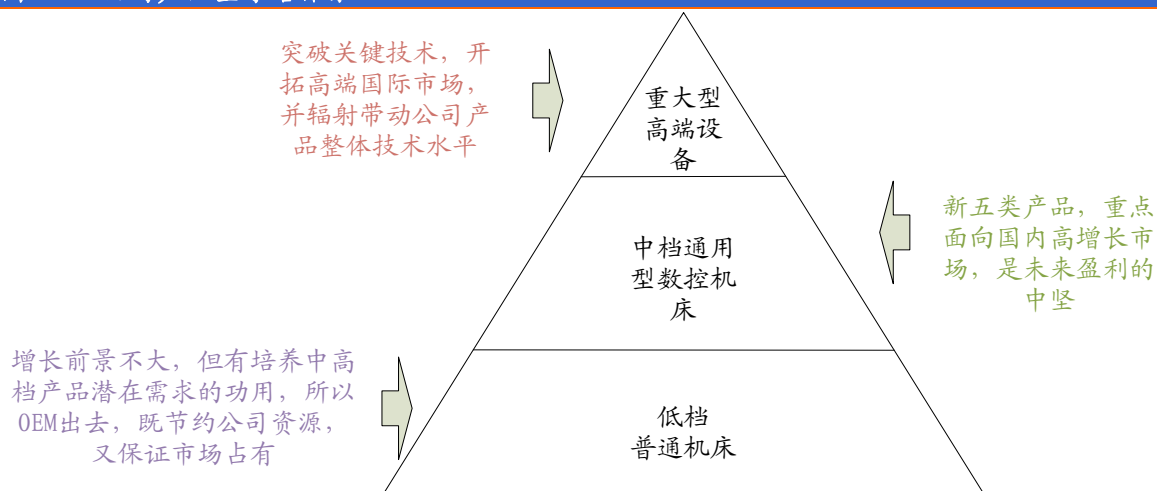 突破关键技术，开
拓高端国际市场，
并辐射带动公司产
品整体技术水平
重大型
高端设
备
新五类产品，重点
面向国内高增长市
场，是未来盈利的
中坚
中档通用
型数控机
床
增长前景不大，但有培养中高
档产品潜在需求的功用，所以
OEM出去，既节约公司资源，
又保证市场占有
低档
普通机床